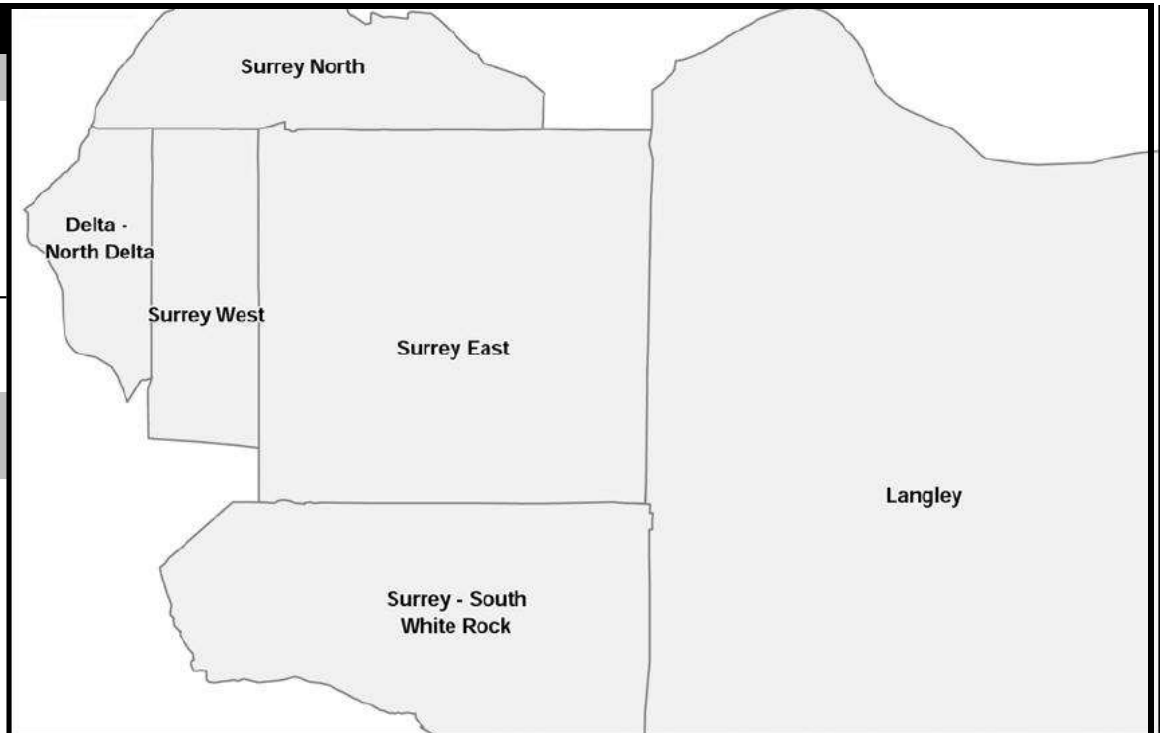 Surrey North
Delta -
North Delta
Surrey West
Surrey East
Langley
Surrey - South
White Rock